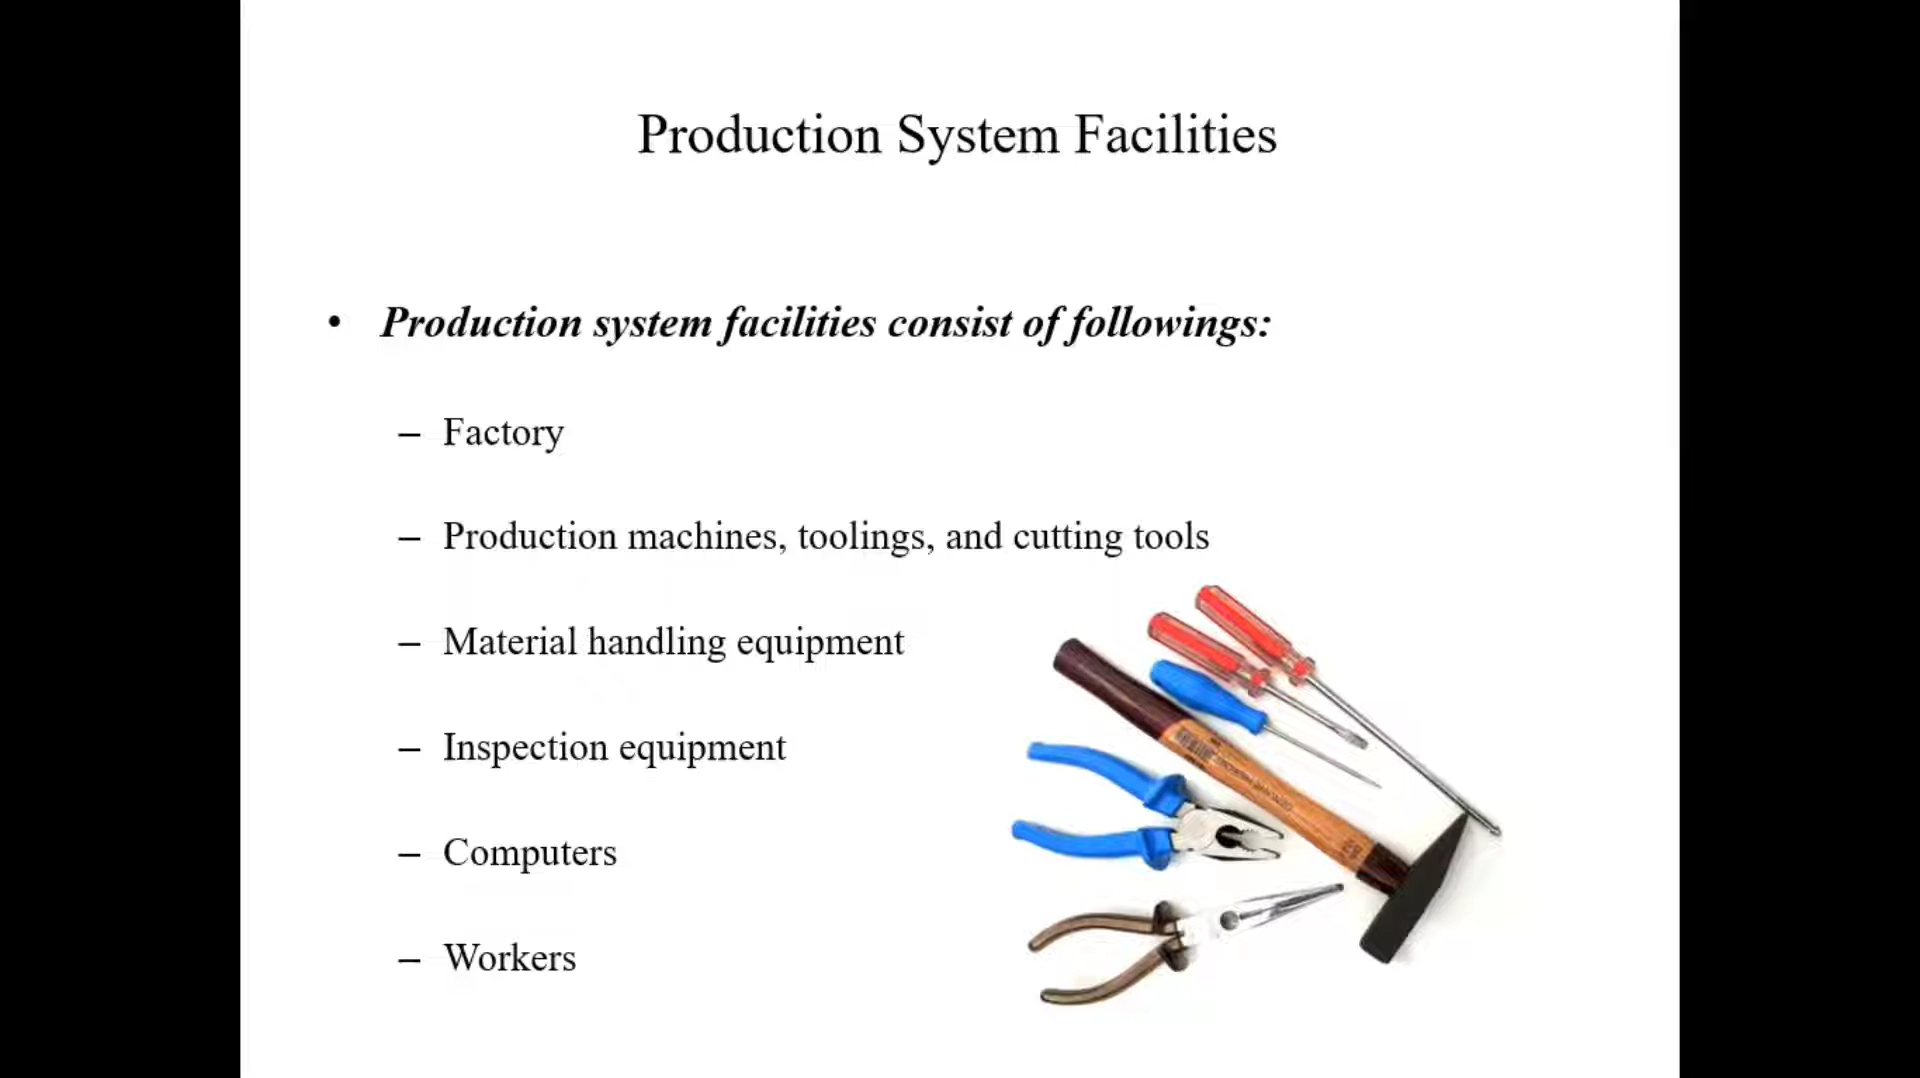 Production System Facilities
• Production system facilities consist of followings:
– Factory
– Production machines, toolings, and cutting tools
– Material handling equipment
– Inspection equipment
– Computers
– Workers